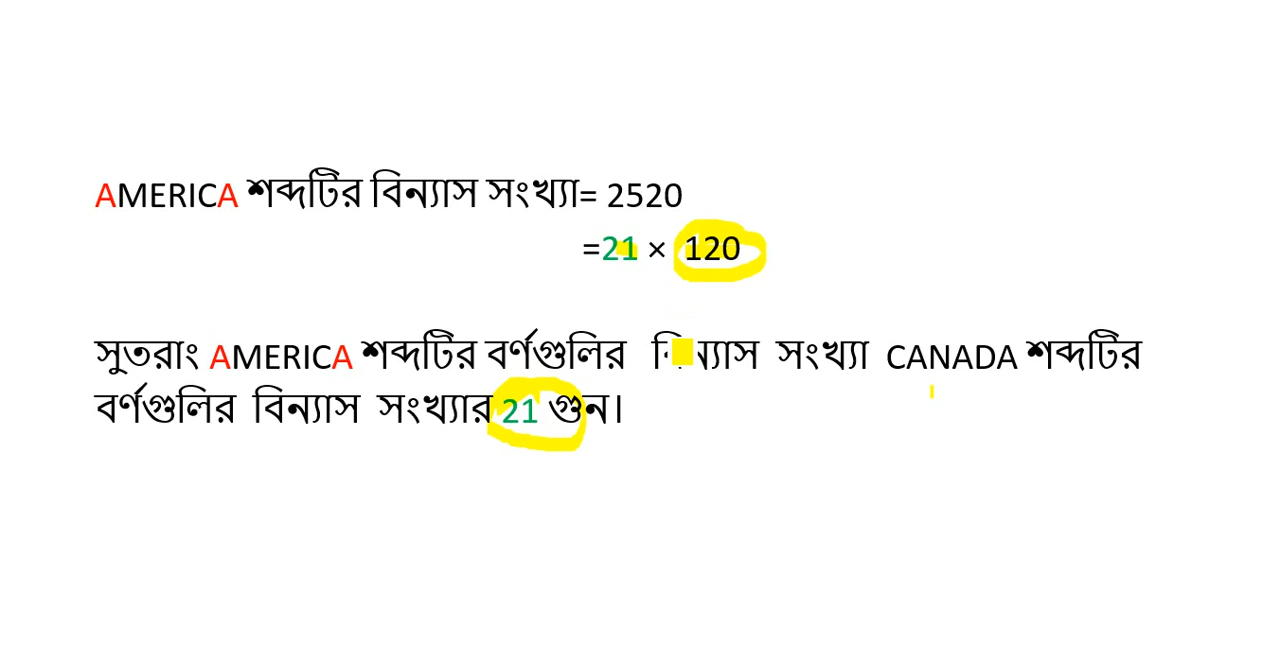 AMERICA শব্দটির বিন্যাস সংখ্যা= 2520
=21 × 120
সুতরাং AMERICA শব্দটির বর্ণগুলির বিন্যাস সংখ্যা CANADA শব্দটির
বর্ণগুলির বিন্যাস সংখ্যার 21 গুন।